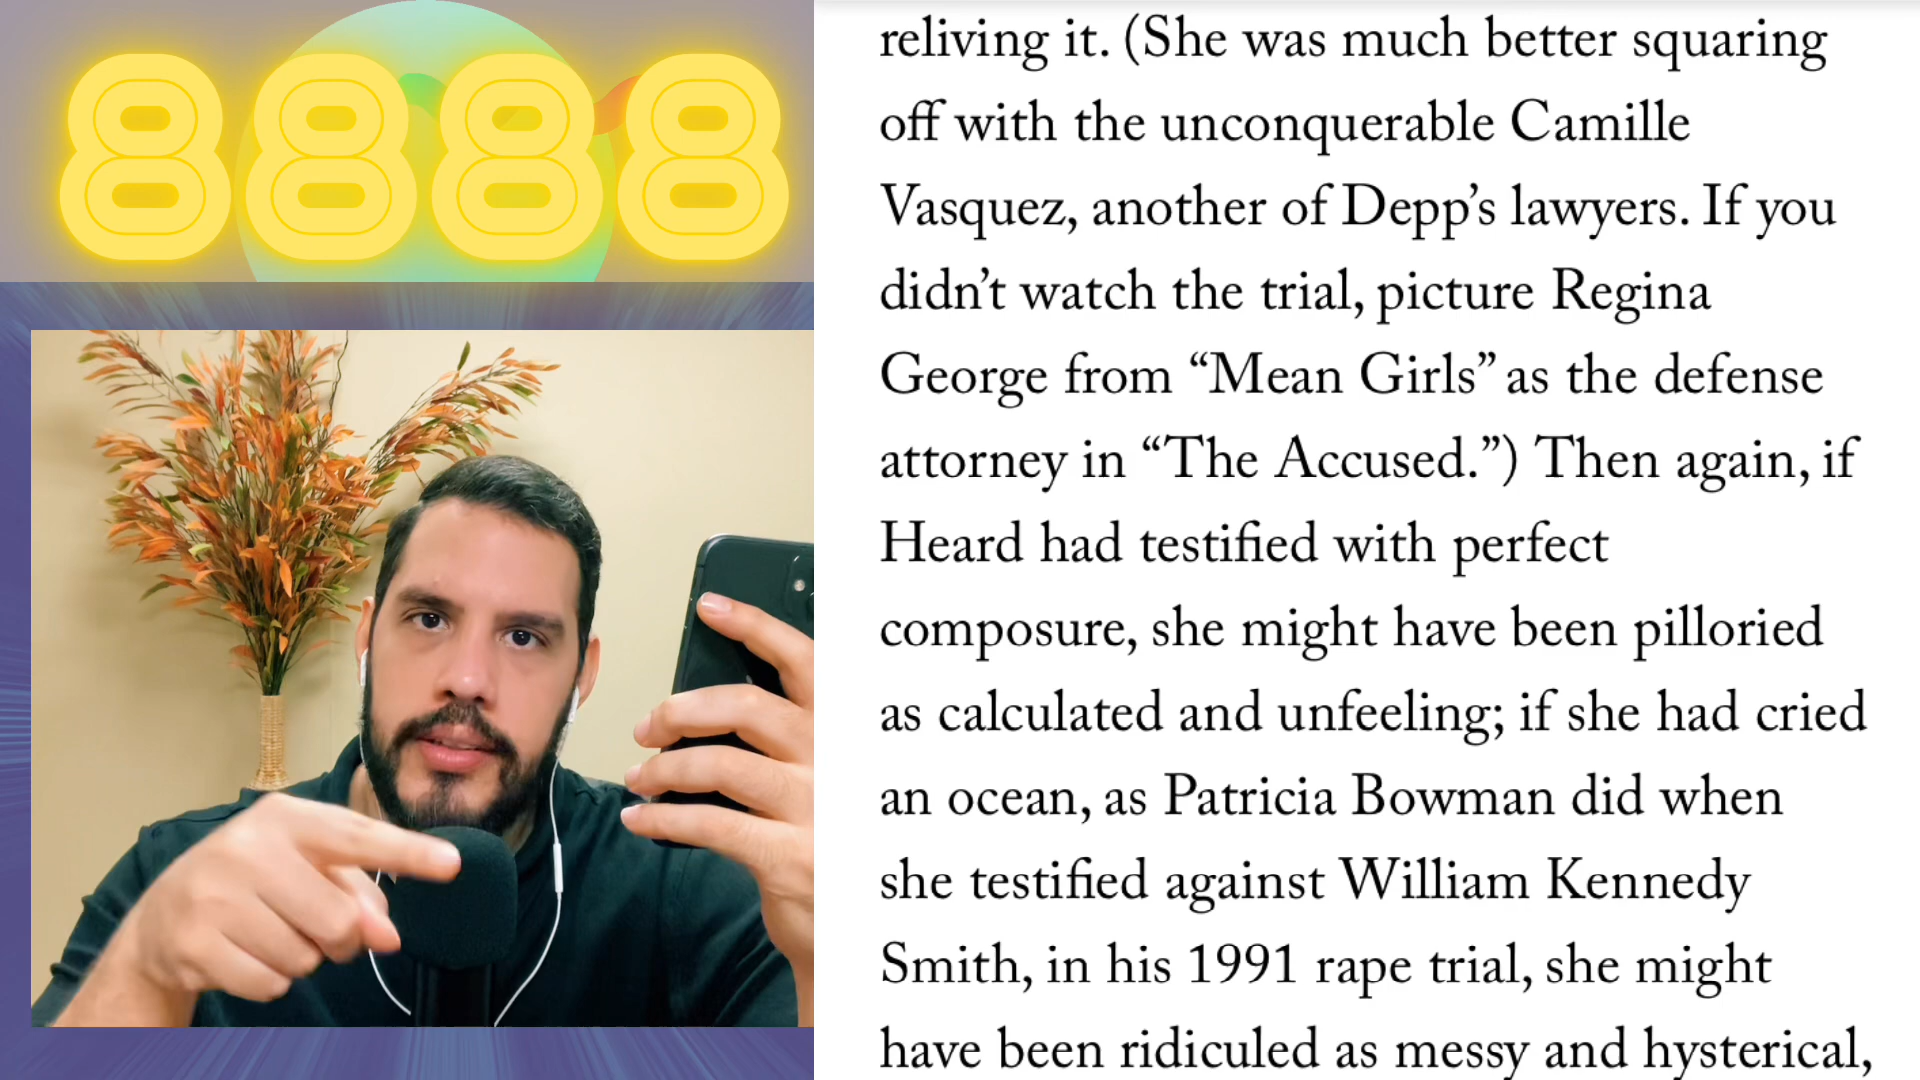 8888
reliving it. (She was much better squaring
off with the unconquerable Camille
Vasquez, another of Depp’s lawyers. If you
didn’t watch the trial, picture Regina
George from “Mean Girls” as the defense
attorney in “The Accused.”) Then again, if
Heard had testified with perfect
composure, she might have been pilloried
as calculated and unfeeling; if she had cried
an ocean, as Patricia Bowman did when
she testified against William Kennedy
Smith, in his 1991 rape trial, she might
have been ridiculed as messy and hysterical,